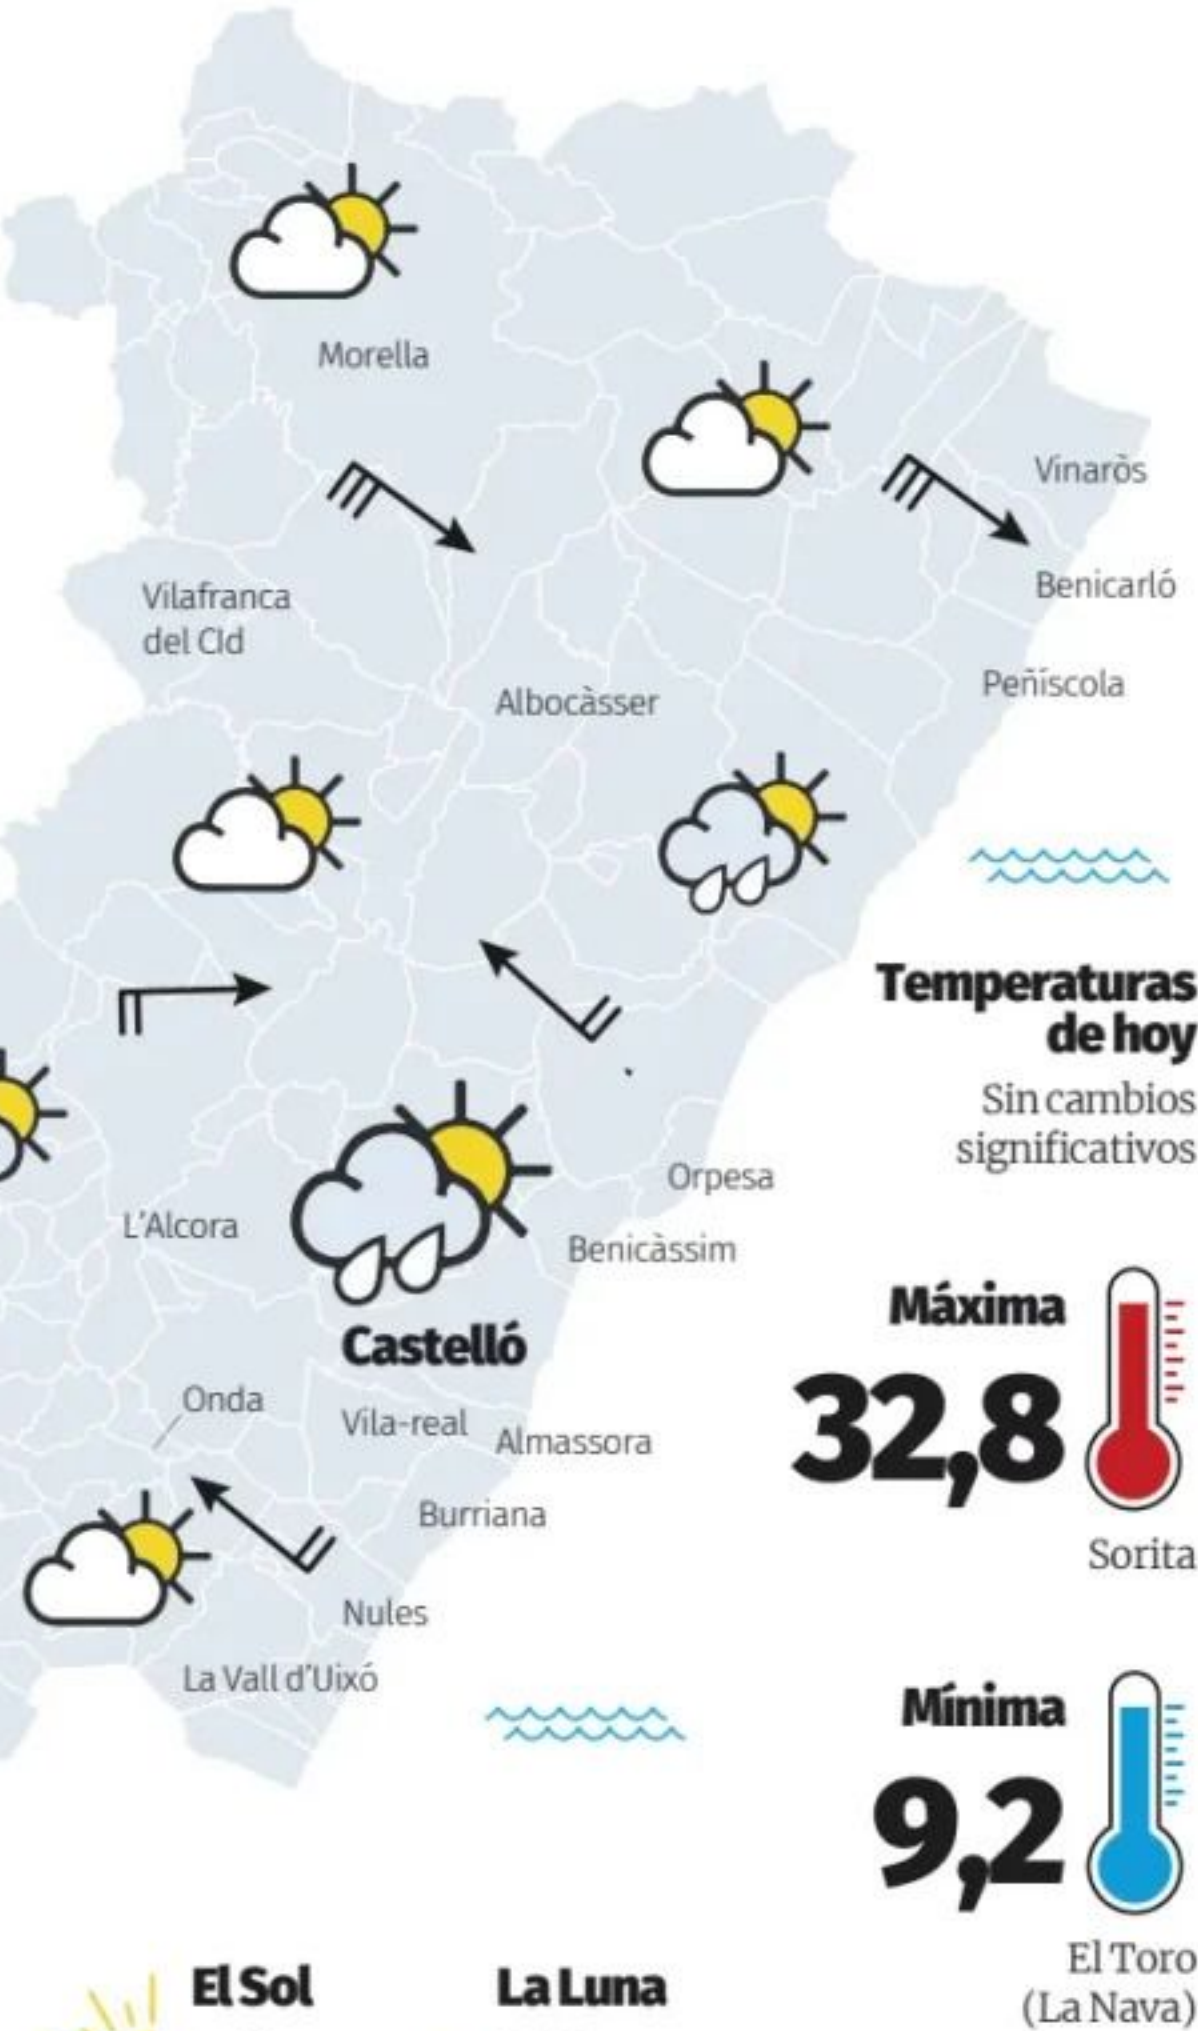 Morella
Vinaròs
Benicarló
Vilafranca
del CId
Peñíscola
Albocàsser
Temperaturas
de hoy
Sin cambios
significativos
Orpesa
L'Alcora
Benicàssim
Máxima
32,8
Sorita
Castelló
Onda
Vila-real
Almassora
Burriana
Nules
La Vall d'Uixó
Mínima
9,2
El Toro
(La Nava)
El Sol
La Luna